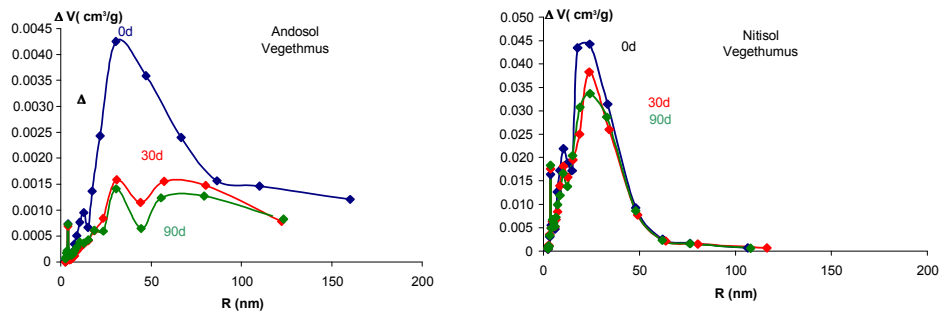 Δ V( cm³/g)
0.0045
0.0040
0.0035
0.0030
0.0025
0.0020
0.0015
0.0010
0.0005
0
0d
Andosol
Vegethmus
Δ
30d
90d
0
50
100
150
200
R (nm)
Δ V( cm³/g)
0.050
0.045
0.040
0.035
0.030
0.025
0.020
0.015
0.010
0.005
0
0d
Nitisol
Vegethumus
30d
90d
0
50
100
150
200
R (nm)